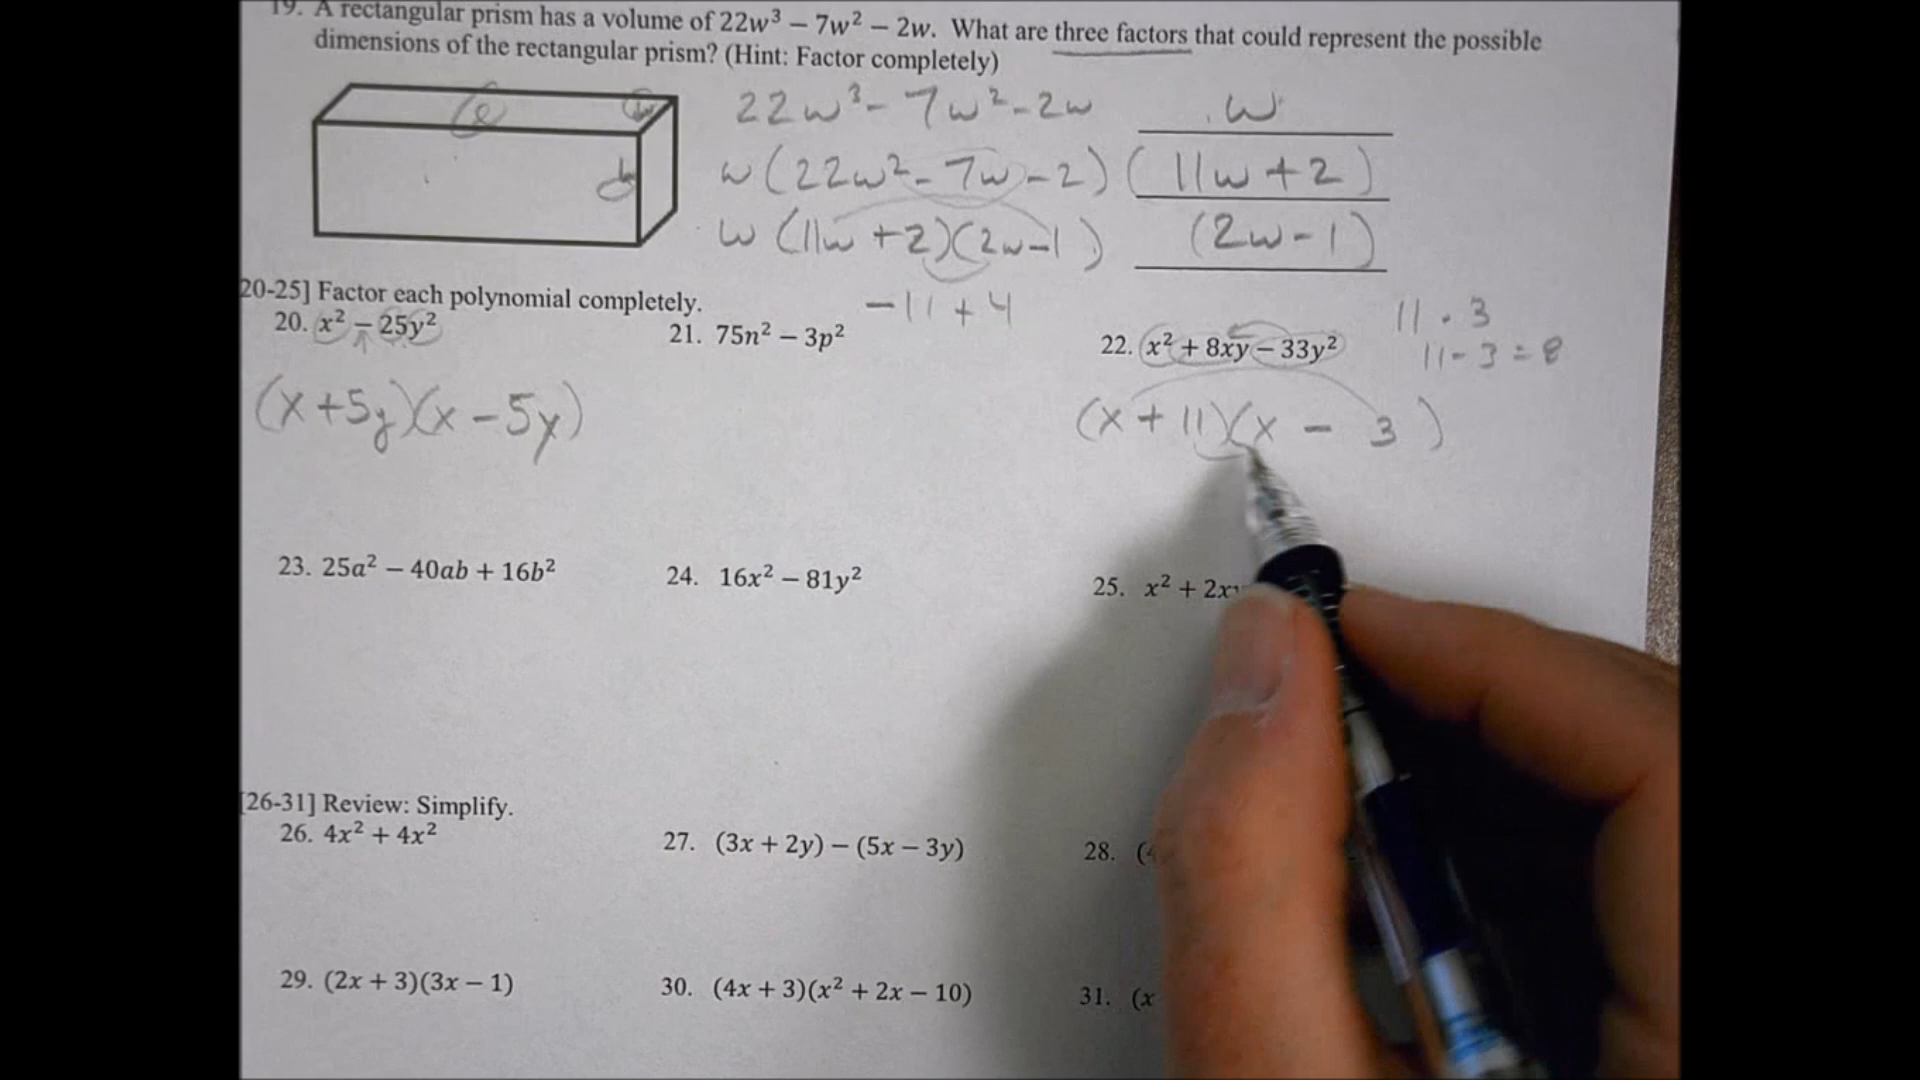 19. A rectangular prism has a volume of 22w³ − 7w² − 2w. What are three factors that could represent the possible
dimensions of the rectangular prism? (Hint: Factor completely)
22w³ - 7w² - 2w
w
w(22w² - 7w - 2)
(11w + 2)
w(11w + 2)(2w - 1)
(2w - 1)
-11 + 4
20-25] Factor each polynomial completely.
20. x² − 25y²
21. 75n² − 3p²
22. x² + 8xy − 33y²
11 · 3
11 - 3 = 8
(x + 5y)(x - 5y)
(x + 11)(x - 3)
23. 25a² − 40ab + 16b²
24. 16x² − 81y²
25. x² + 2x
[26-31] Review: Simplify.
26. 4x² + 4x²
27. (3x + 2y) − (5x − 3y)
28. (
29. (2x + 3)(3x − 1)
30. (4x + 3)(x² + 2x − 10)
31. (x